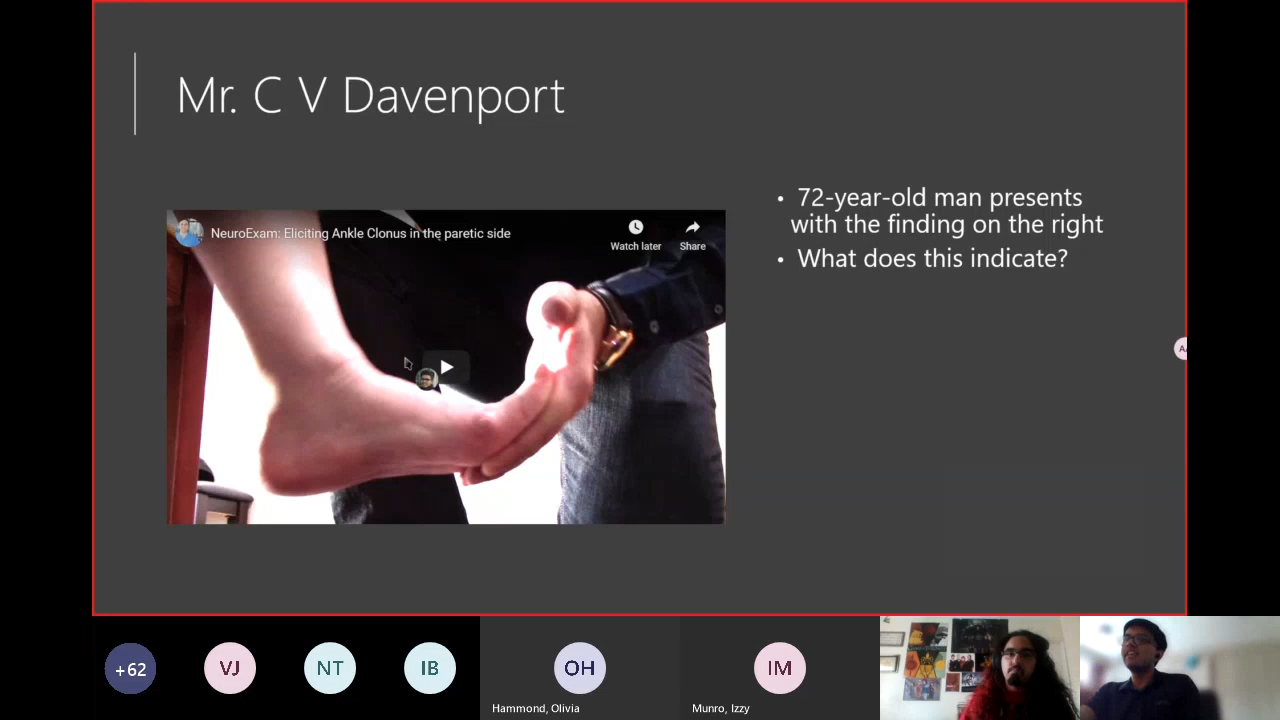 Mr. C V Davenport
NeuroExam: Eliciting Ankle Clonus in the paretic side
Watch later
Share
• 72-year-old man presents
with the finding on the right
• What does this indicate?
+62
VJ
NT
IB
OH
IM
Hammond, Olivia
Munro, Izzy